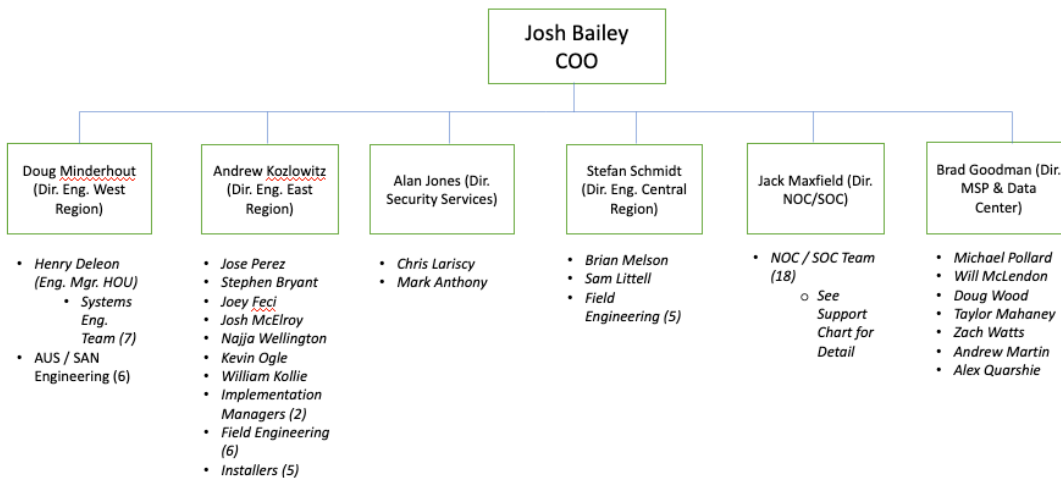 Josh Bailey
COO
Doug Minderhout
(Dir. Eng. West
Region)
• Henry Deleon
(Eng. Mgr. HOU)
• Systems
Eng.
Team (7)
• AUS / SAN
Engineering (6)
Andrew Kozlowitz
(Dir. Eng. East
Region)
• Jose Perez
• Stephen Bryant
• Joey Feci
• Josh McElroy
• Najja Wellington
• Kevin Ogle
• William Kollie
• Implementation
Managers (2)
• Field Engineering
(6)
• Installers (5)
Alan Jones (Dir.
Security Services)
• Chris Lariscy
• Mark Anthony
Stefan Schmidt
(Dir. Eng. Central
Region)
• Brian Melson
• Sam Littell
• Field
Engineering (5)
Jack Maxfield (Dir.
NOC/SOC)
• NOC / SOC Team
(18)
o See
Support
Chart for
Detail
Brad Goodman (Dir.
MSP & Data
Center)
• Michael Pollard
• Will McLendon
• Doug Wood
• Taylor Mahaney
• Zach Watts
• Andrew Martin
• Alex Quarshie